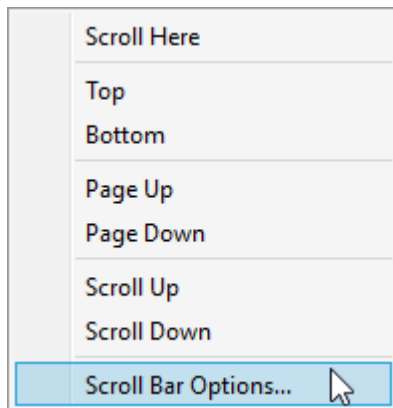 Scroll Here
Top
Bottom
Page Up
Page Down
Scroll Up
Scroll Down
Scroll Bar Options...